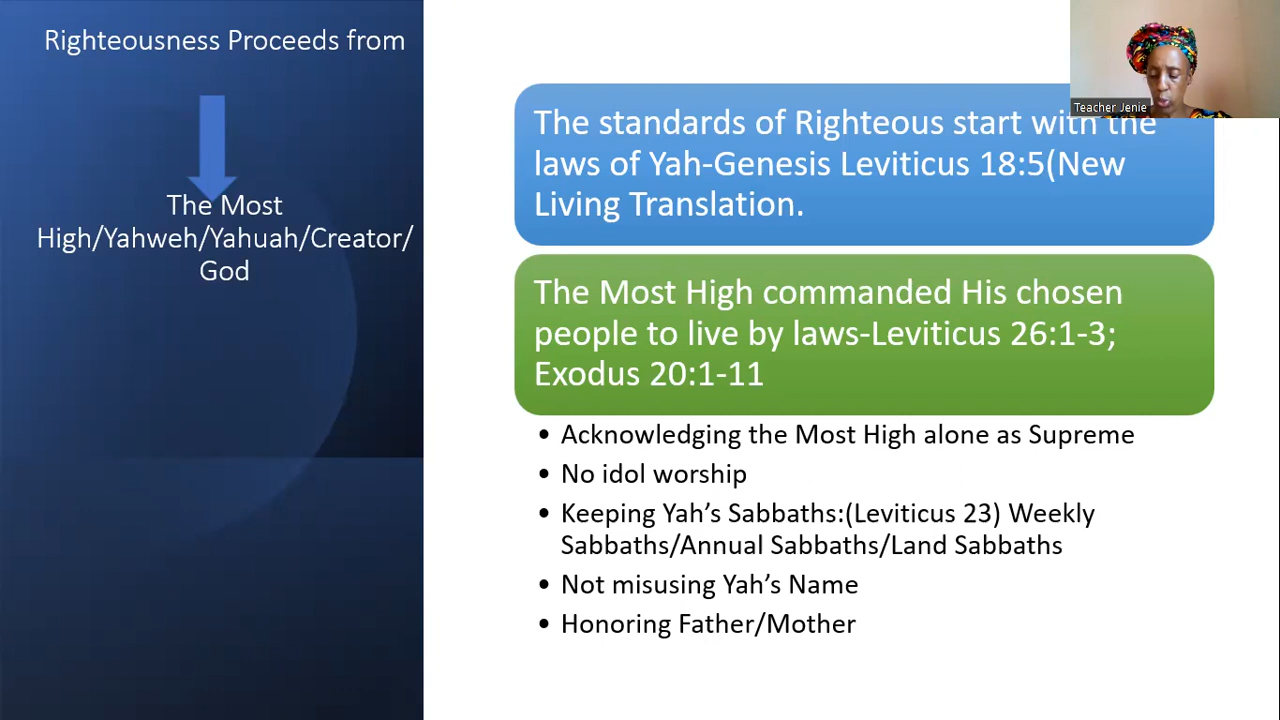 Righteousness Proceeds from
The Most
High/Yahweh/Yahuah/Creator/
God
The standards of Righteous start with the
laws of Yah-Genesis Leviticus 18:5(New
Living Translation.
The Most High commanded His chosen
people to live by laws-Leviticus 26:1-3;
Exodus 20:1-11
• Acknowledging the Most High alone as Supreme
• No idol worship
• Keeping Yah’s Sabbaths:(Leviticus 23) Weekly
Sabbaths/Annual Sabbaths/Land Sabbaths
• Not misusing Yah’s Name
• Honoring Father/Mother
Teacher Jenie